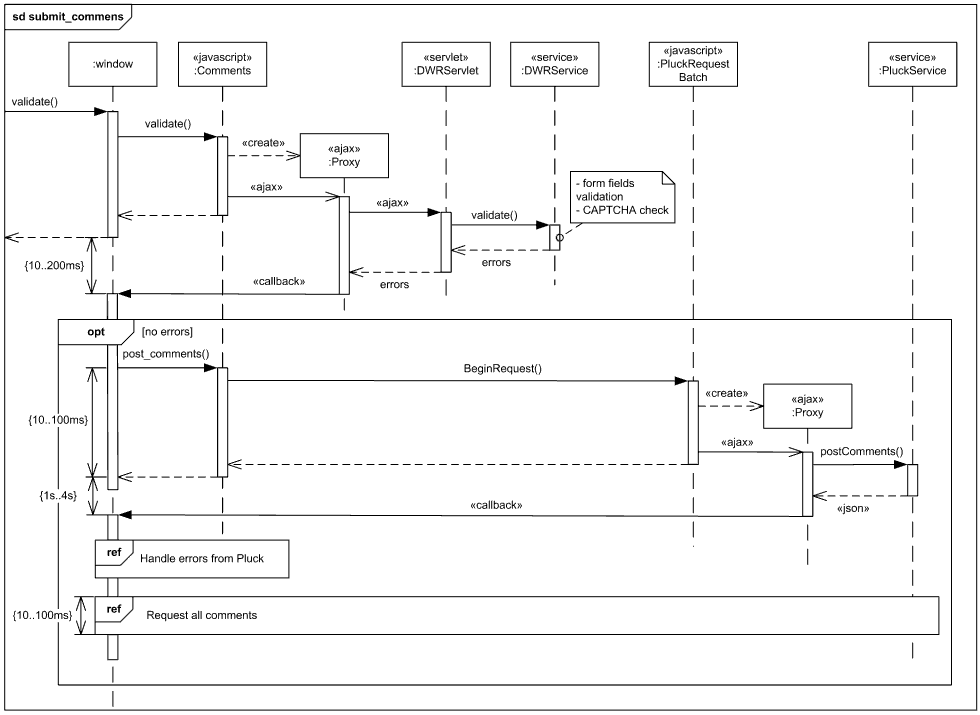 sd submit_commens
:window
«javascript»
:Comments
«servlet»
:DWRServlet
«service»
:DWRService
«javascript»
:PluckRequest
Batch
«service»
:PluckService
validate()
validate()
«create»
«ajax»
:Proxy
«ajax»
«ajax»
validate()
- form fields
validation
- CAPTCHA check
errors
errors
{10..200ms}
«callback»
opt
[no errors]
post_comments()
BeginRequest()
«create»
«ajax»
:Proxy
{10..100ms}
«ajax»
postComments()
{1s..4s}
«callback»
«json»
ref
Handle errors from Pluck
ref
{10..100ms}
Request all comments